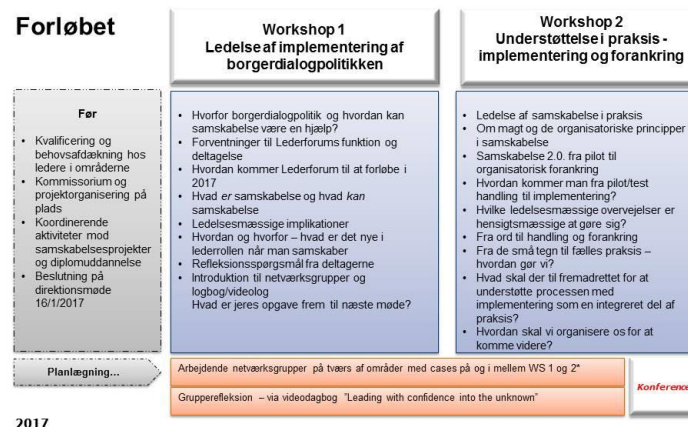 Forløbet
Workshop 1
Ledelse af implementering af
borgerdialogpolitikken
Workshop 2
Understøttelse i praksis -
implementering og forankring
Før
• Kvalificering og
behovsafdækning hos
ledere i områderne
• Kommissorium og
projektorganisering på
plads
• Koordinerende
aktiviteter mod
samskabelsesprojekter
og diplomuddannelse
• Beslutning på
direktionsmøde
16/1/2017
• Hvorfor borgerdialogpolitik og hvordan kan
samskabelse være en hjælp?
• Forventninger til Lederforums funktion og
deltagelse
• Hvordan kommer Lederforum til at forløbe i
2017
• Hvad er samskabelse og hvad kan
samskabelse
• Ledelsesmæssige implikationer
• Hvordan og hvorfor – hvad er det nye i
lederrollen når man samskaber
• Refleksionsspørgsmål fra deltagerne
• Introduktion til netværksgrupper og
logbog/videolog
Hvad er jeres opgave frem til næste møde?
• Ledelse af samskabelse i praksis
• Om magt og de organisatoriske principper
i samskabelse
• Samskabelse 2.0. fra pilot til
organisatorisk forankring
• Hvordan kommer man fra pilot/test
handling til implementering?
• Hvilke ledelsesmæssige overvejelser er
hensigtsmæssige at gøre sig?
• Fra ord til handling og forankring
• Fra de små tegn til fælles praksis –
hvordan gør vi?
• Hvad skal der til fremadrettet for at
understøtte processen med
implementering som en integreret del af
praksis?
• Hvordan skal vi organisere os for at
komme videre?
Planlægning...
Arbejdende netværksgrupper på tværs af områder med cases på og i mellem WS 1 og 2*
Grupperefleksion – via videodagbog "Leading with confidence into the unknown"
Konference
2017